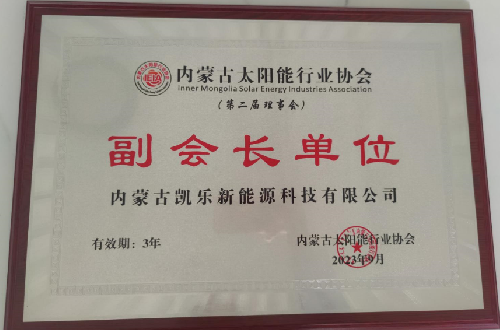 内蒙古太阳能行业协会
Inner Mongolia Solar Energy Industries Association
(第二届理事会)
副会长单位
内蒙古凯乐新能源科技有限公司
有效期：3年
内蒙古太阳能行业协会
2023年9月